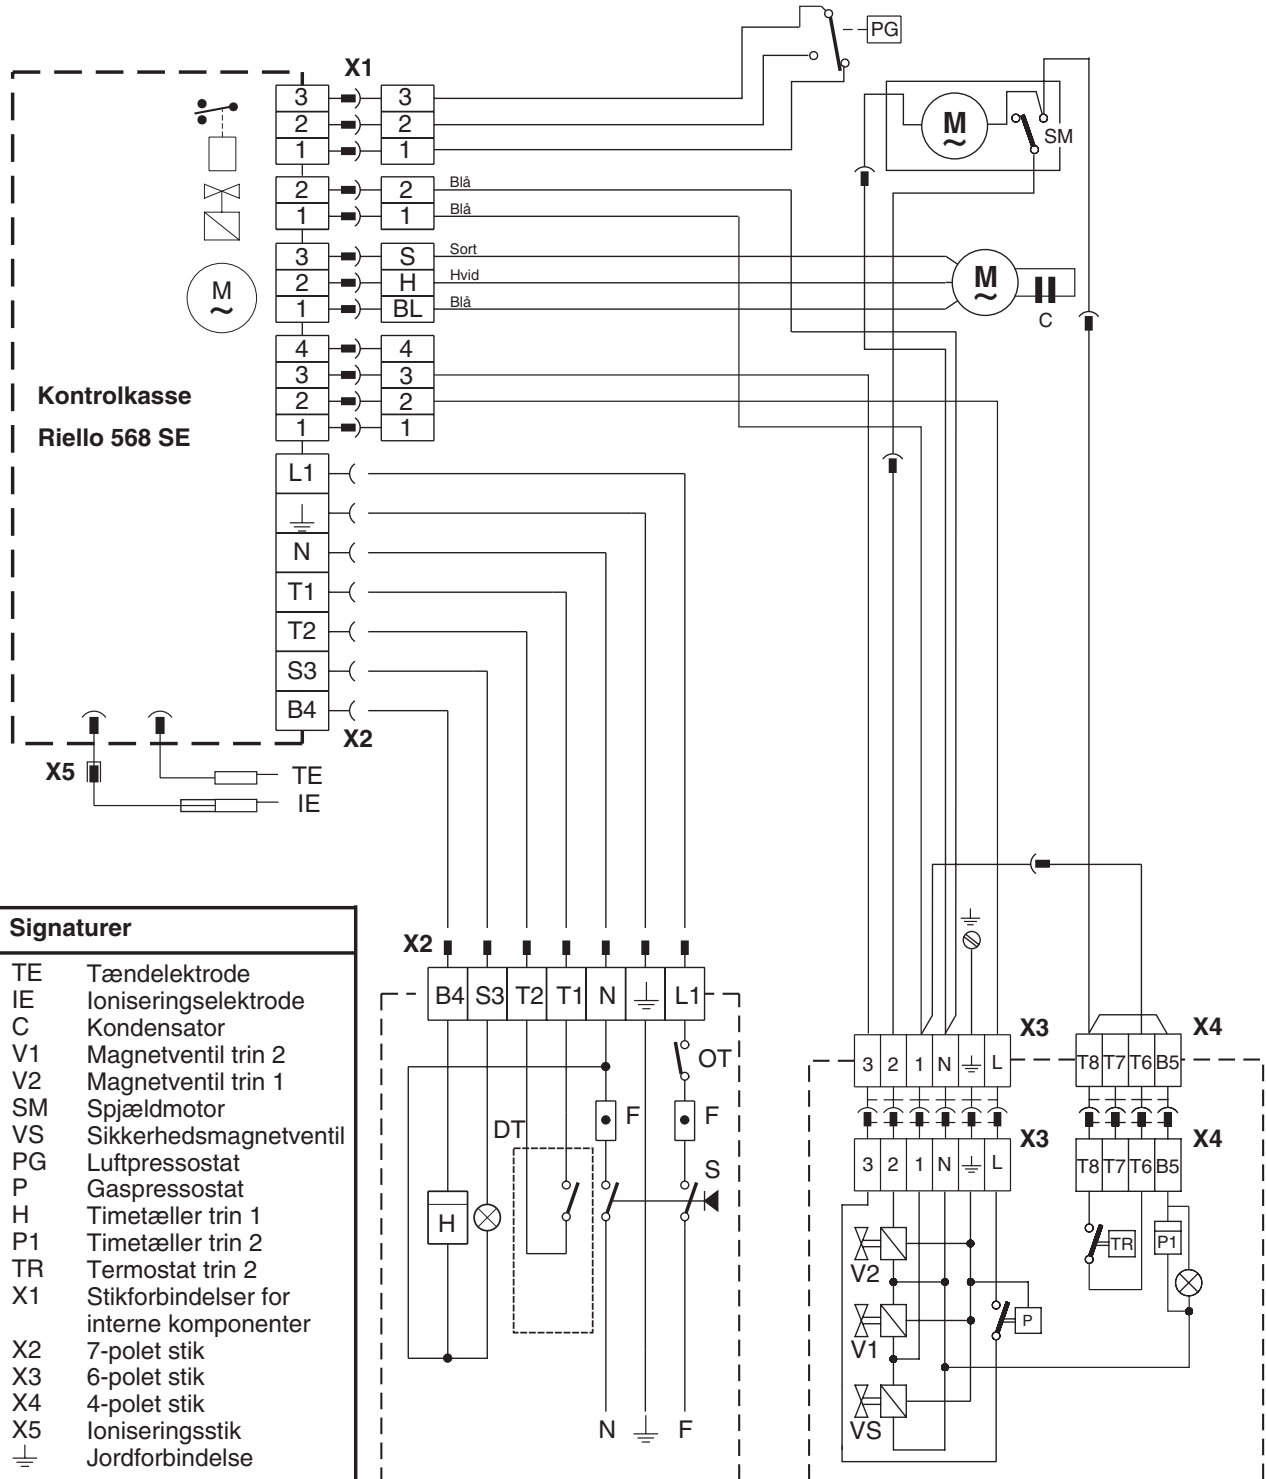 PG
X1
3 3
2 2
1 1
M
~
SM
2 2 Blå
1 1 Blå
3 S Sort
2 H Hvid
1 BL Blå
M
~
M
~
C
4 4
3 3
2 2
1 1
Kontrolkasse
Riello 568 SE
L1
N
T1
T2
S3
B4
X2
X5
TE
IE
Signaturer
TE Tændelektrode
IE Ioniseringselektrode
C Kondensator
V1 Magnetventil trin 2
V2 Magnetventil trin 1
SM Spjældmotor
VS Sikkerhedsmagnetventil
PG Luftpressostat
P Gaspressostat
H Timetæller trin 1
P1 Timetæller trin 2
TR Termostat trin 2
X1 Stikforbindelser for
interne komponenter
X2 7-polet stik
X3 6-polet stik
X4 4-polet stik
X5 Ioniseringsstik
Jordforbindelse
X2
B4 S3 T2 T1 N L1
OT
F F
DT
S
H
N F
X3
3 2 1 N L
X3
3 2 1 N L
V2
V1
VS
P
X4
T8 T7 T6 B5
X4
T8 T7 T6 B5
TR
P1